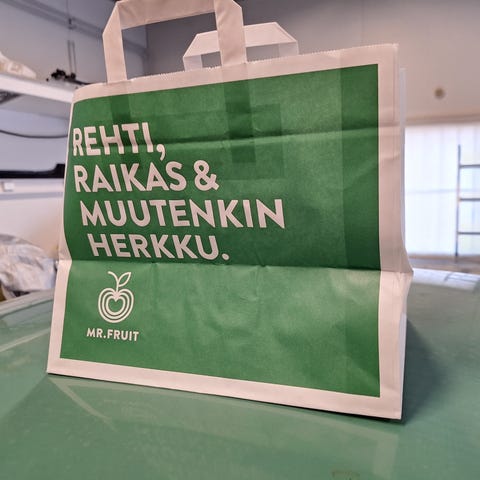 REHTI,
RAIKAS &
MUUTENKIN
HERKKU.
MR.FRUIT